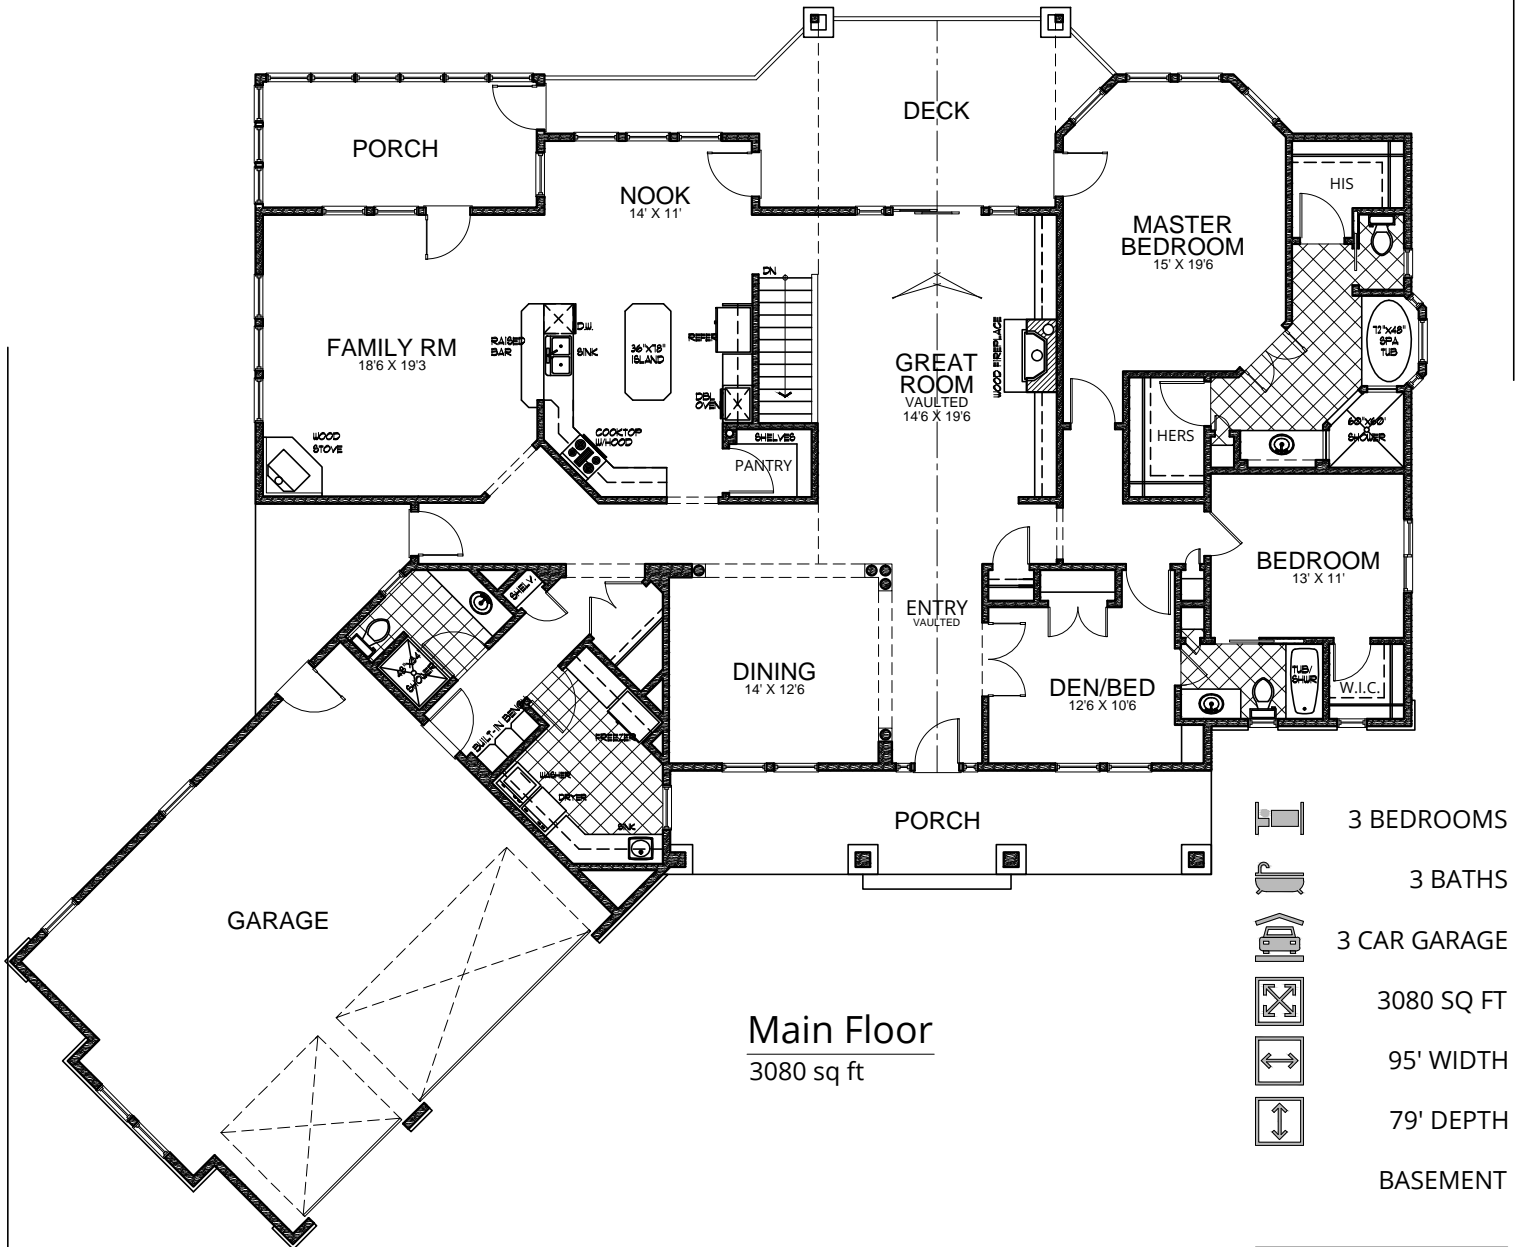 DECK
PORCH
NOOK
14' X 11'
HIS
MASTER
BEDROOM
15' X 19'6
DN
72"x48"
SPA
TUB
FAMILY RM
18'6 X 19'3
RAISED
BAR
D.W.
SINK
36"x78"
ISLAND
REFER
DBL
OVEN
GREAT
ROOM
VAULTED
14'6 X 19'6
WOOD FIREPLACE
60"x60"
SHOWER
HERS
WOOD
STOVE
COOKTOP
W/HOOD
SHELVES
PANTRY
BEDROOM
13' X 11'
SHELV.
SHOWER
ENTRY
VAULTED
DINING
14' X 12'6
DEN/BED
12'6 X 10'6
TUB/
SHWR
W.I.C.
BUILT-IN BENCH
FREEZER
WASHER
DRYER
SINK
PORCH
GARAGE
Main Floor
3080 sq ft
3 BEDROOMS
3 BATHS
3 CAR GARAGE
3080 SQ FT
95' WIDTH
79' DEPTH
BASEMENT